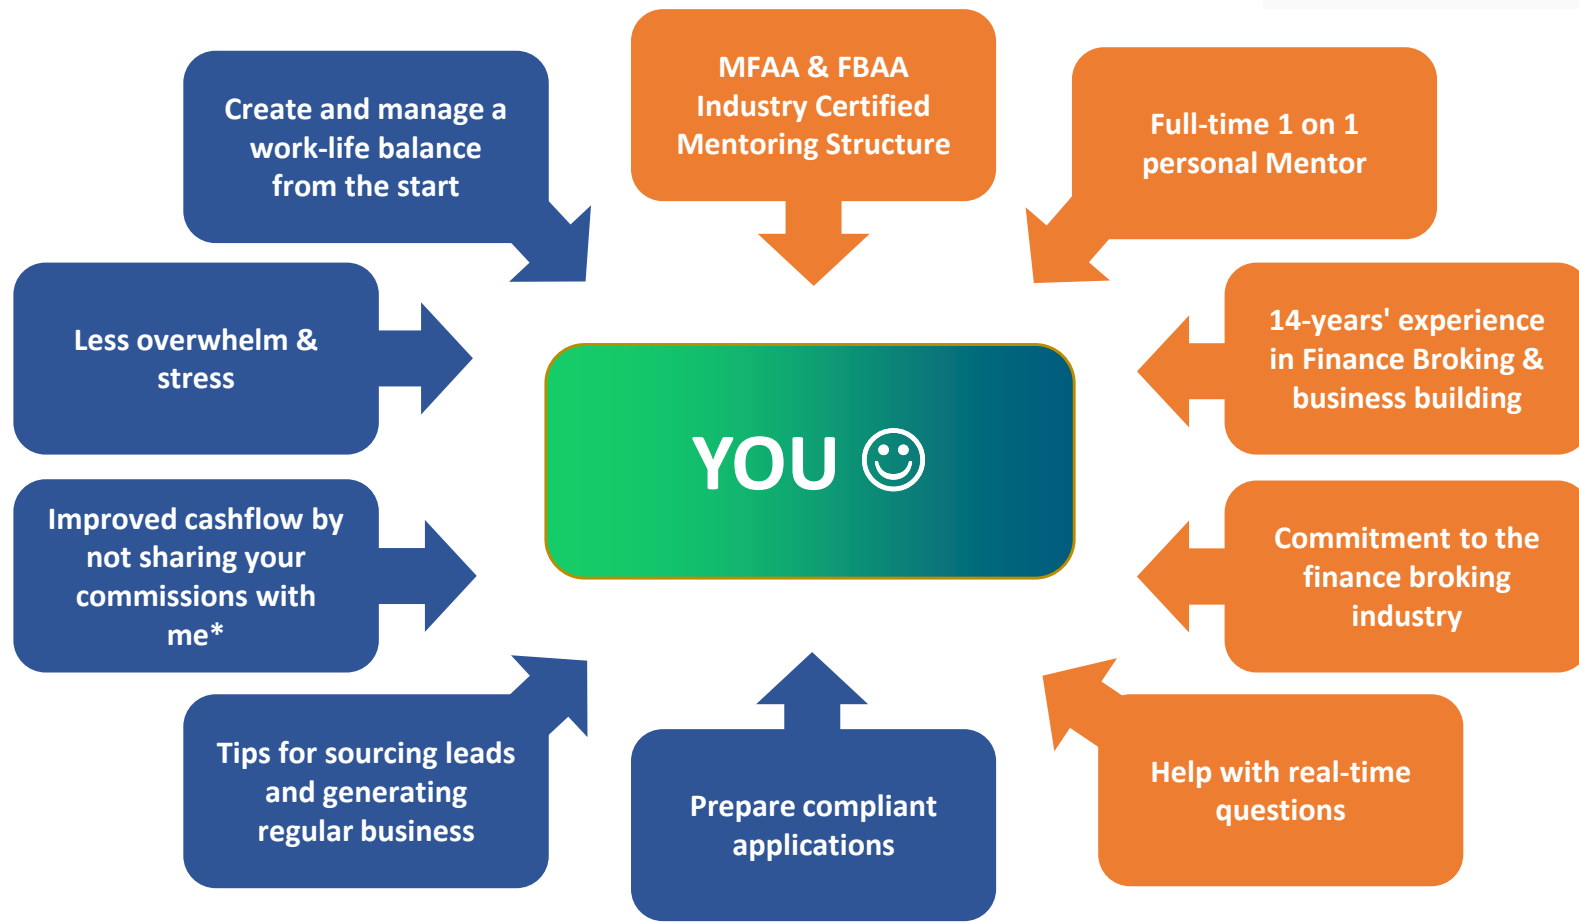 MFAA & FBAA
Industry Certified
Mentoring Structure
Create and manage a
work-life balance
from the start
Full-time 1 on 1
personal Mentor
Less overwhelm &
stress
14-years' experience
in Finance Broking &
business building
YOU ☺
Improved cashflow by
not sharing your
commissions with
me*
Commitment to the
finance broking
industry
Tips for sourcing leads
and generating
regular business
Prepare compliant
applications
Help with real-time
questions